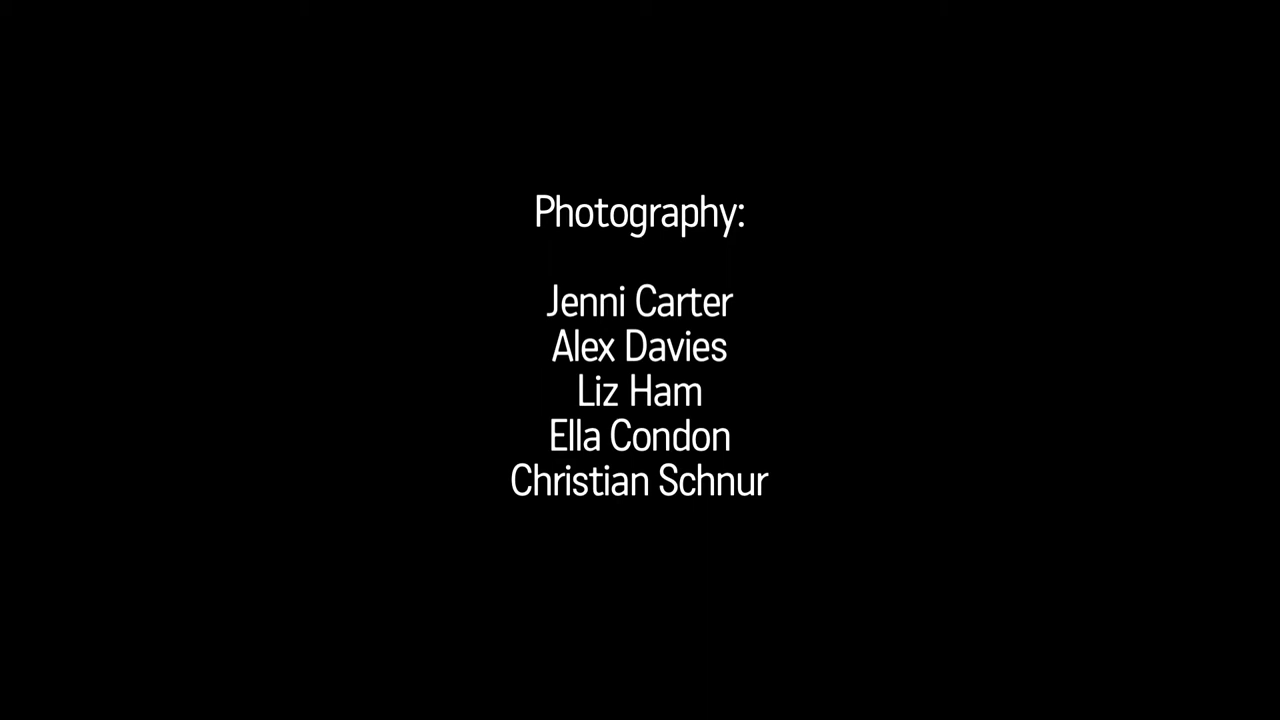 Photography:
Jenni Carter
Alex Davies
Liz Ham
Ella Condon
Christian Schnur